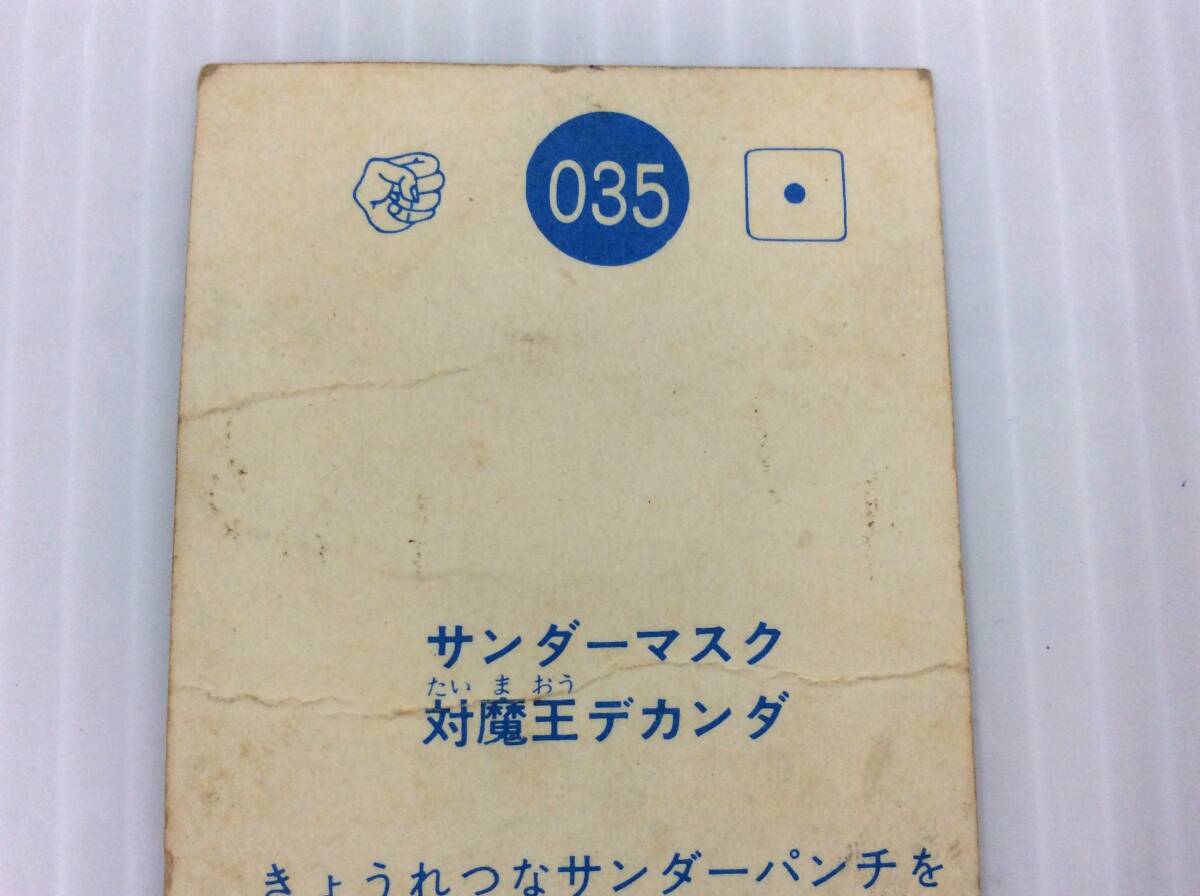 035
サンダーマスク
たい ま おう
対魔王デカンダ
きょうれつなサンダーパンチを